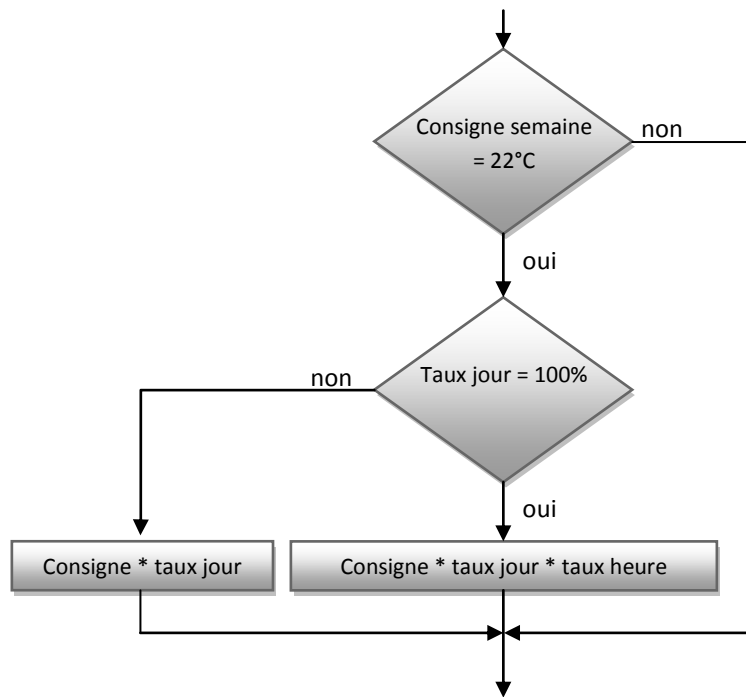 Consigne semaine
= 22°C
non
oui
Taux jour = 100%
non
oui
Consigne * taux jour
Consigne * taux jour * taux heure